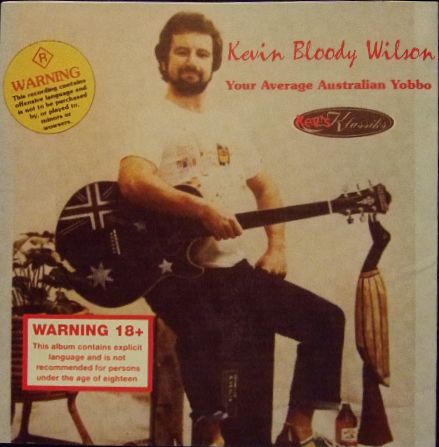 R
Kevin Bloody Wilson
WARNING
This recording contains
offensive language and
is not to be purchased
by, or played to,
minors or
wowsers.
Your Average Australian Yobbo
Kev's Klassiks
WARNING 18+
This album contains explicit
language and is not
recommended for persons
under the age of eighteen